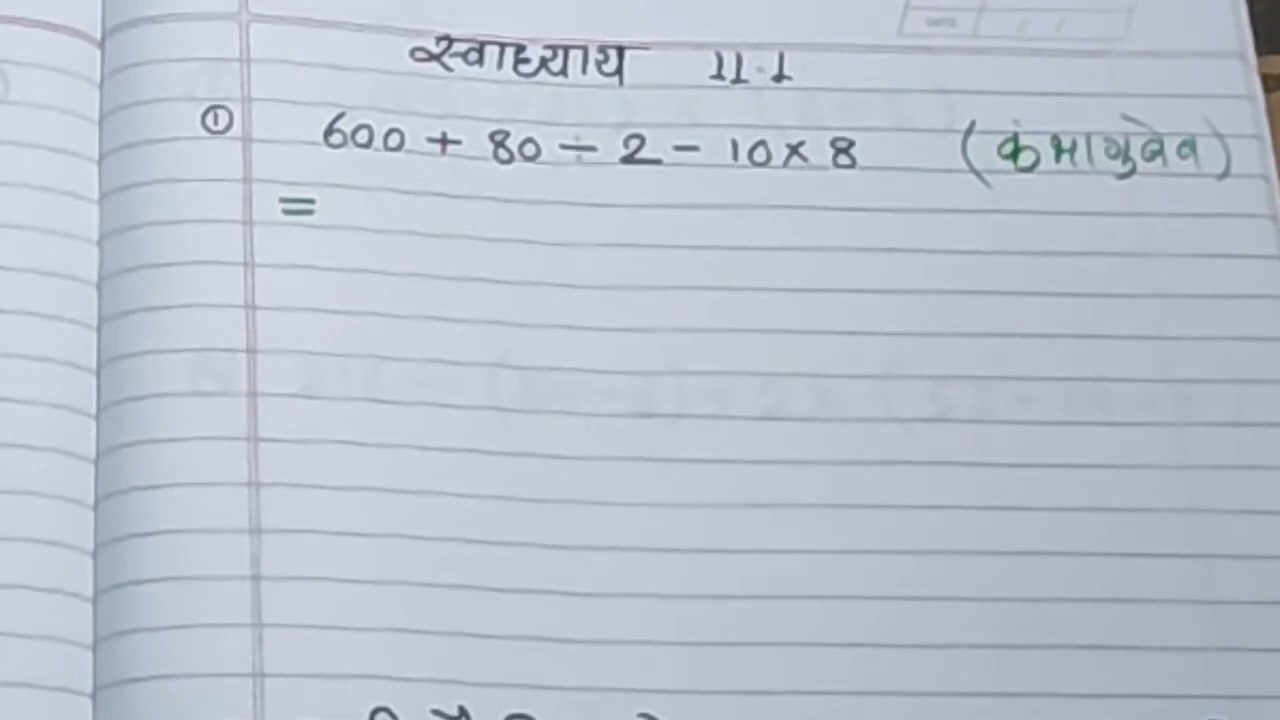 स्वाध्याय 11.1
① 600 + 80 ÷ 2 - 10 × 8 (कंभागुबेव)
=